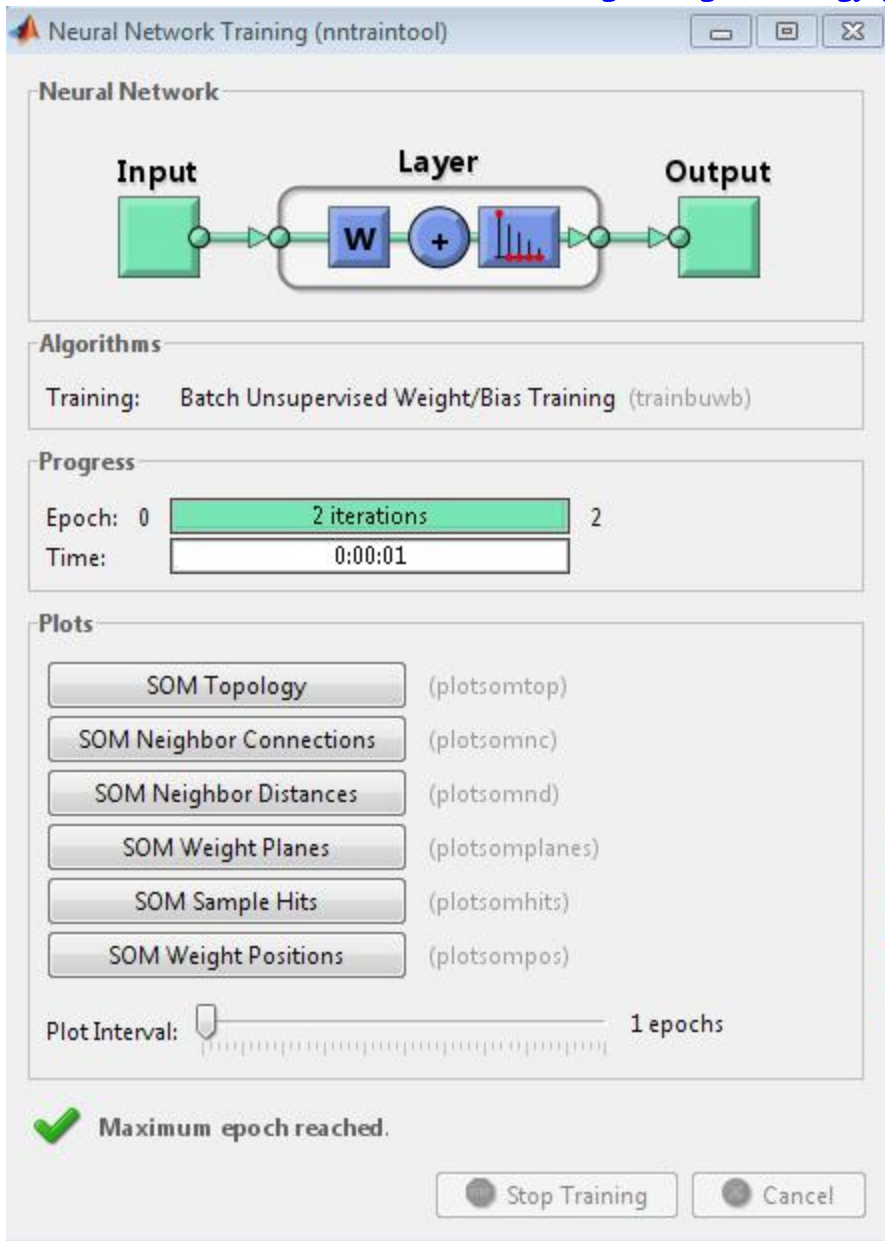 Neural Network Training (nntraintool)
Neural Network
Input
Layer
Output
W
+
Algorithms
Training: Batch Unsupervised Weight/Bias Training (trainbuwb)
Progress
Epoch: 0 2 iterations 2
Time: 0:00:01
Plots
SOM Topology (plotsomtop)
SOM Neighbor Connections (plotsomnc)
SOM Neighbor Distances (plotsomnd)
SOM Weight Planes (plotsomplanes)
SOM Sample Hits (plotsomhits)
SOM Weight Positions (plotsompos)
Plot Interval: 1 epochs
Maximum epoch reached.
Stop Training Cancel